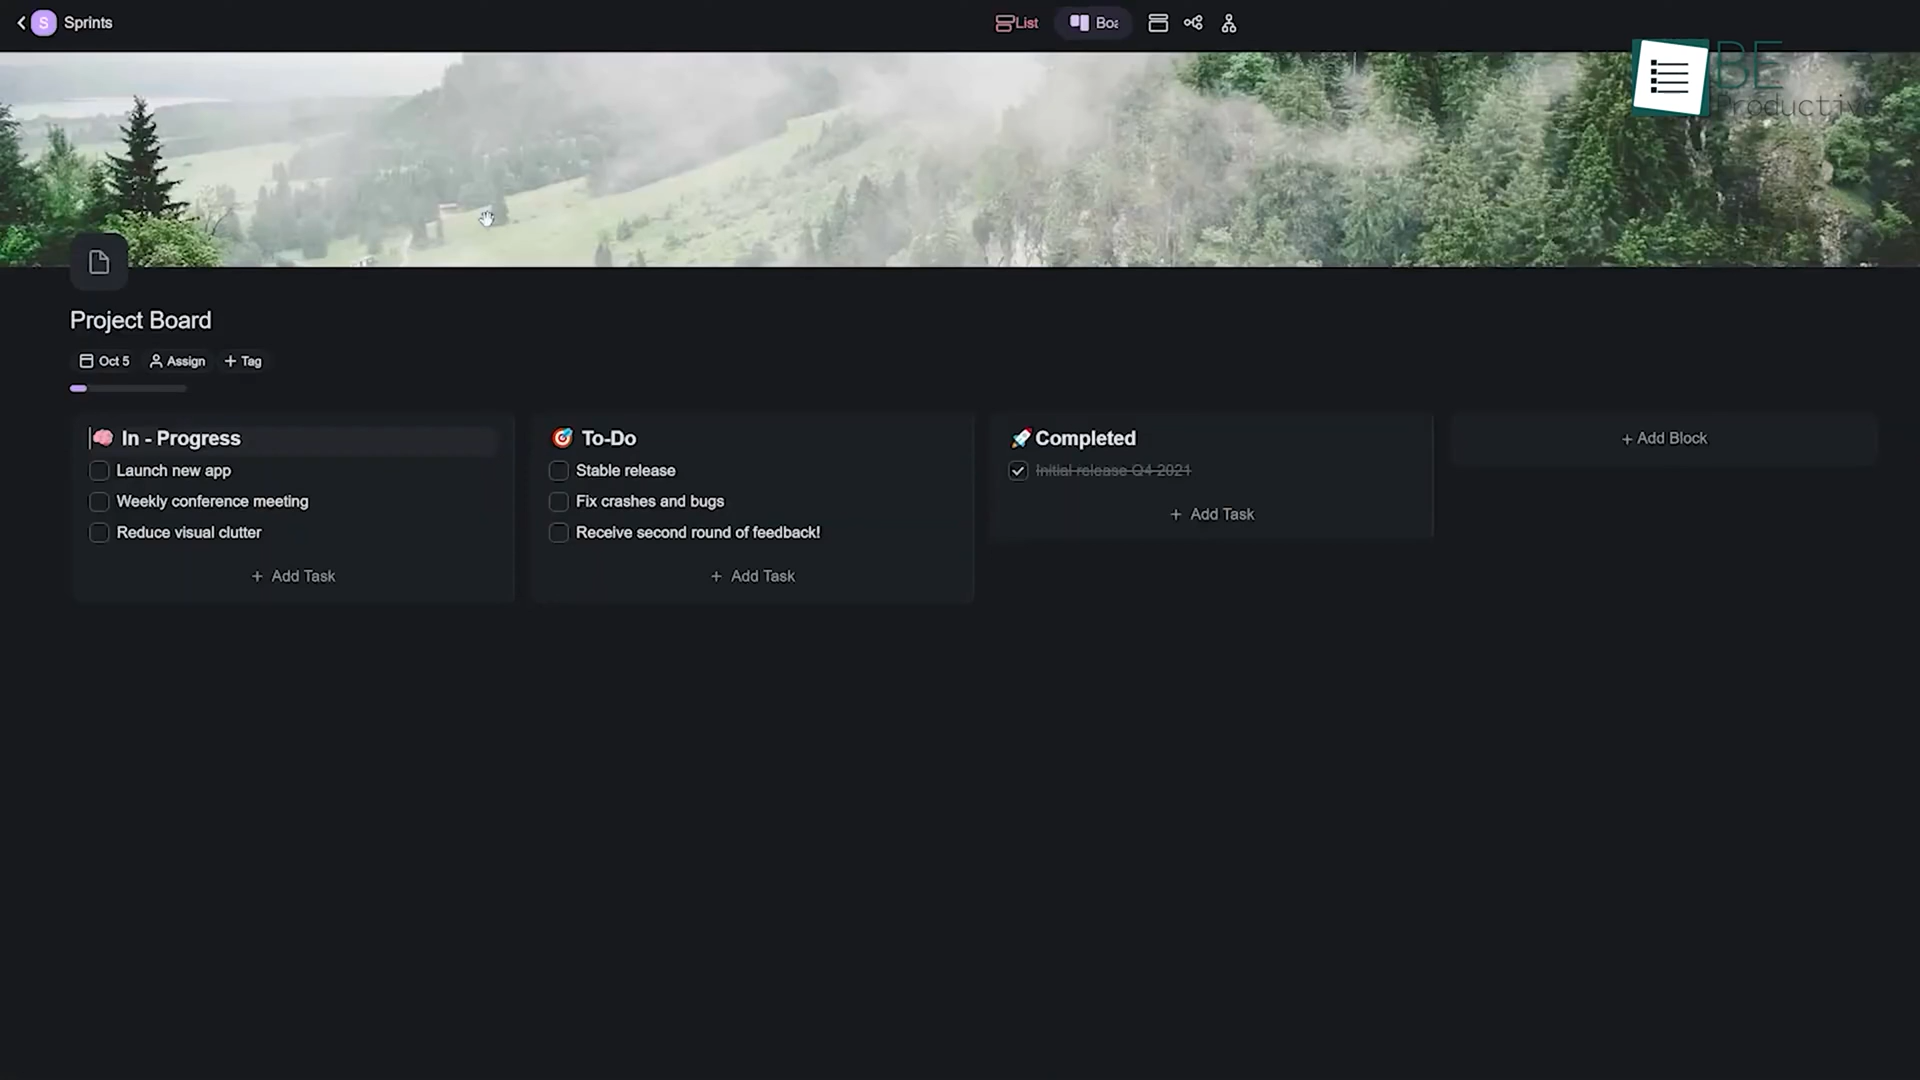 S Sprints
List
Boa
BE
Productive
Project Board
Oct 5 Assign + Tag
In - Progress
Launch new app
Weekly conference meeting
Reduce visual clutter
+ Add Task
To-Do
Stable release
Fix crashes and bugs
Receive second round of feedback!
+ Add Task
Completed
Initial release Q4 2021
+ Add Task
+ Add Block